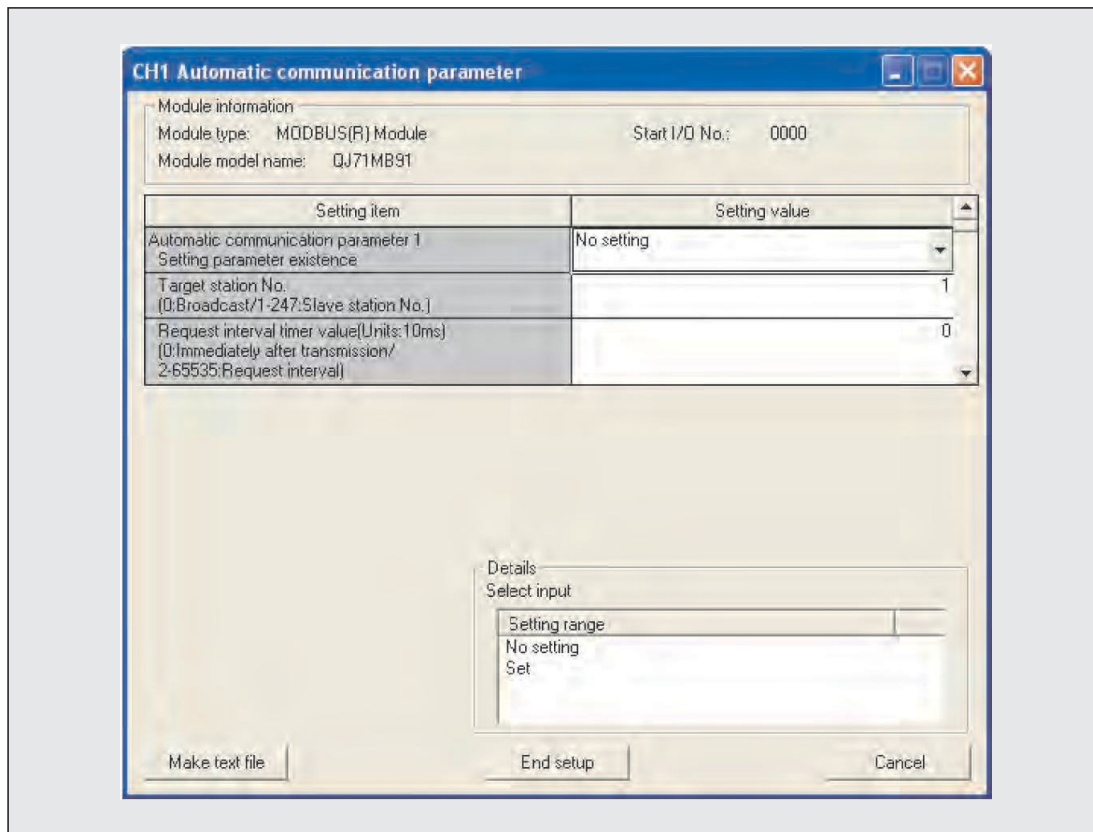 CH1 Automatic communication parameter
Module information
Module type: MODBUS(R) Module Start I/O No.: 0000
Module model name: QJ71MB91
Setting item Setting value
Automatic communication parameter 1
Setting parameter existence
No setting
Target station No.
(0:Broadcast/1-247:Slave station No.)
1
Request interval timer value(Units:10ms)
(0:Immediately after transmission/
2-65535:Request interval)
0
Details
Select input
Setting range
No setting
Set
Make text file End setup Cancel